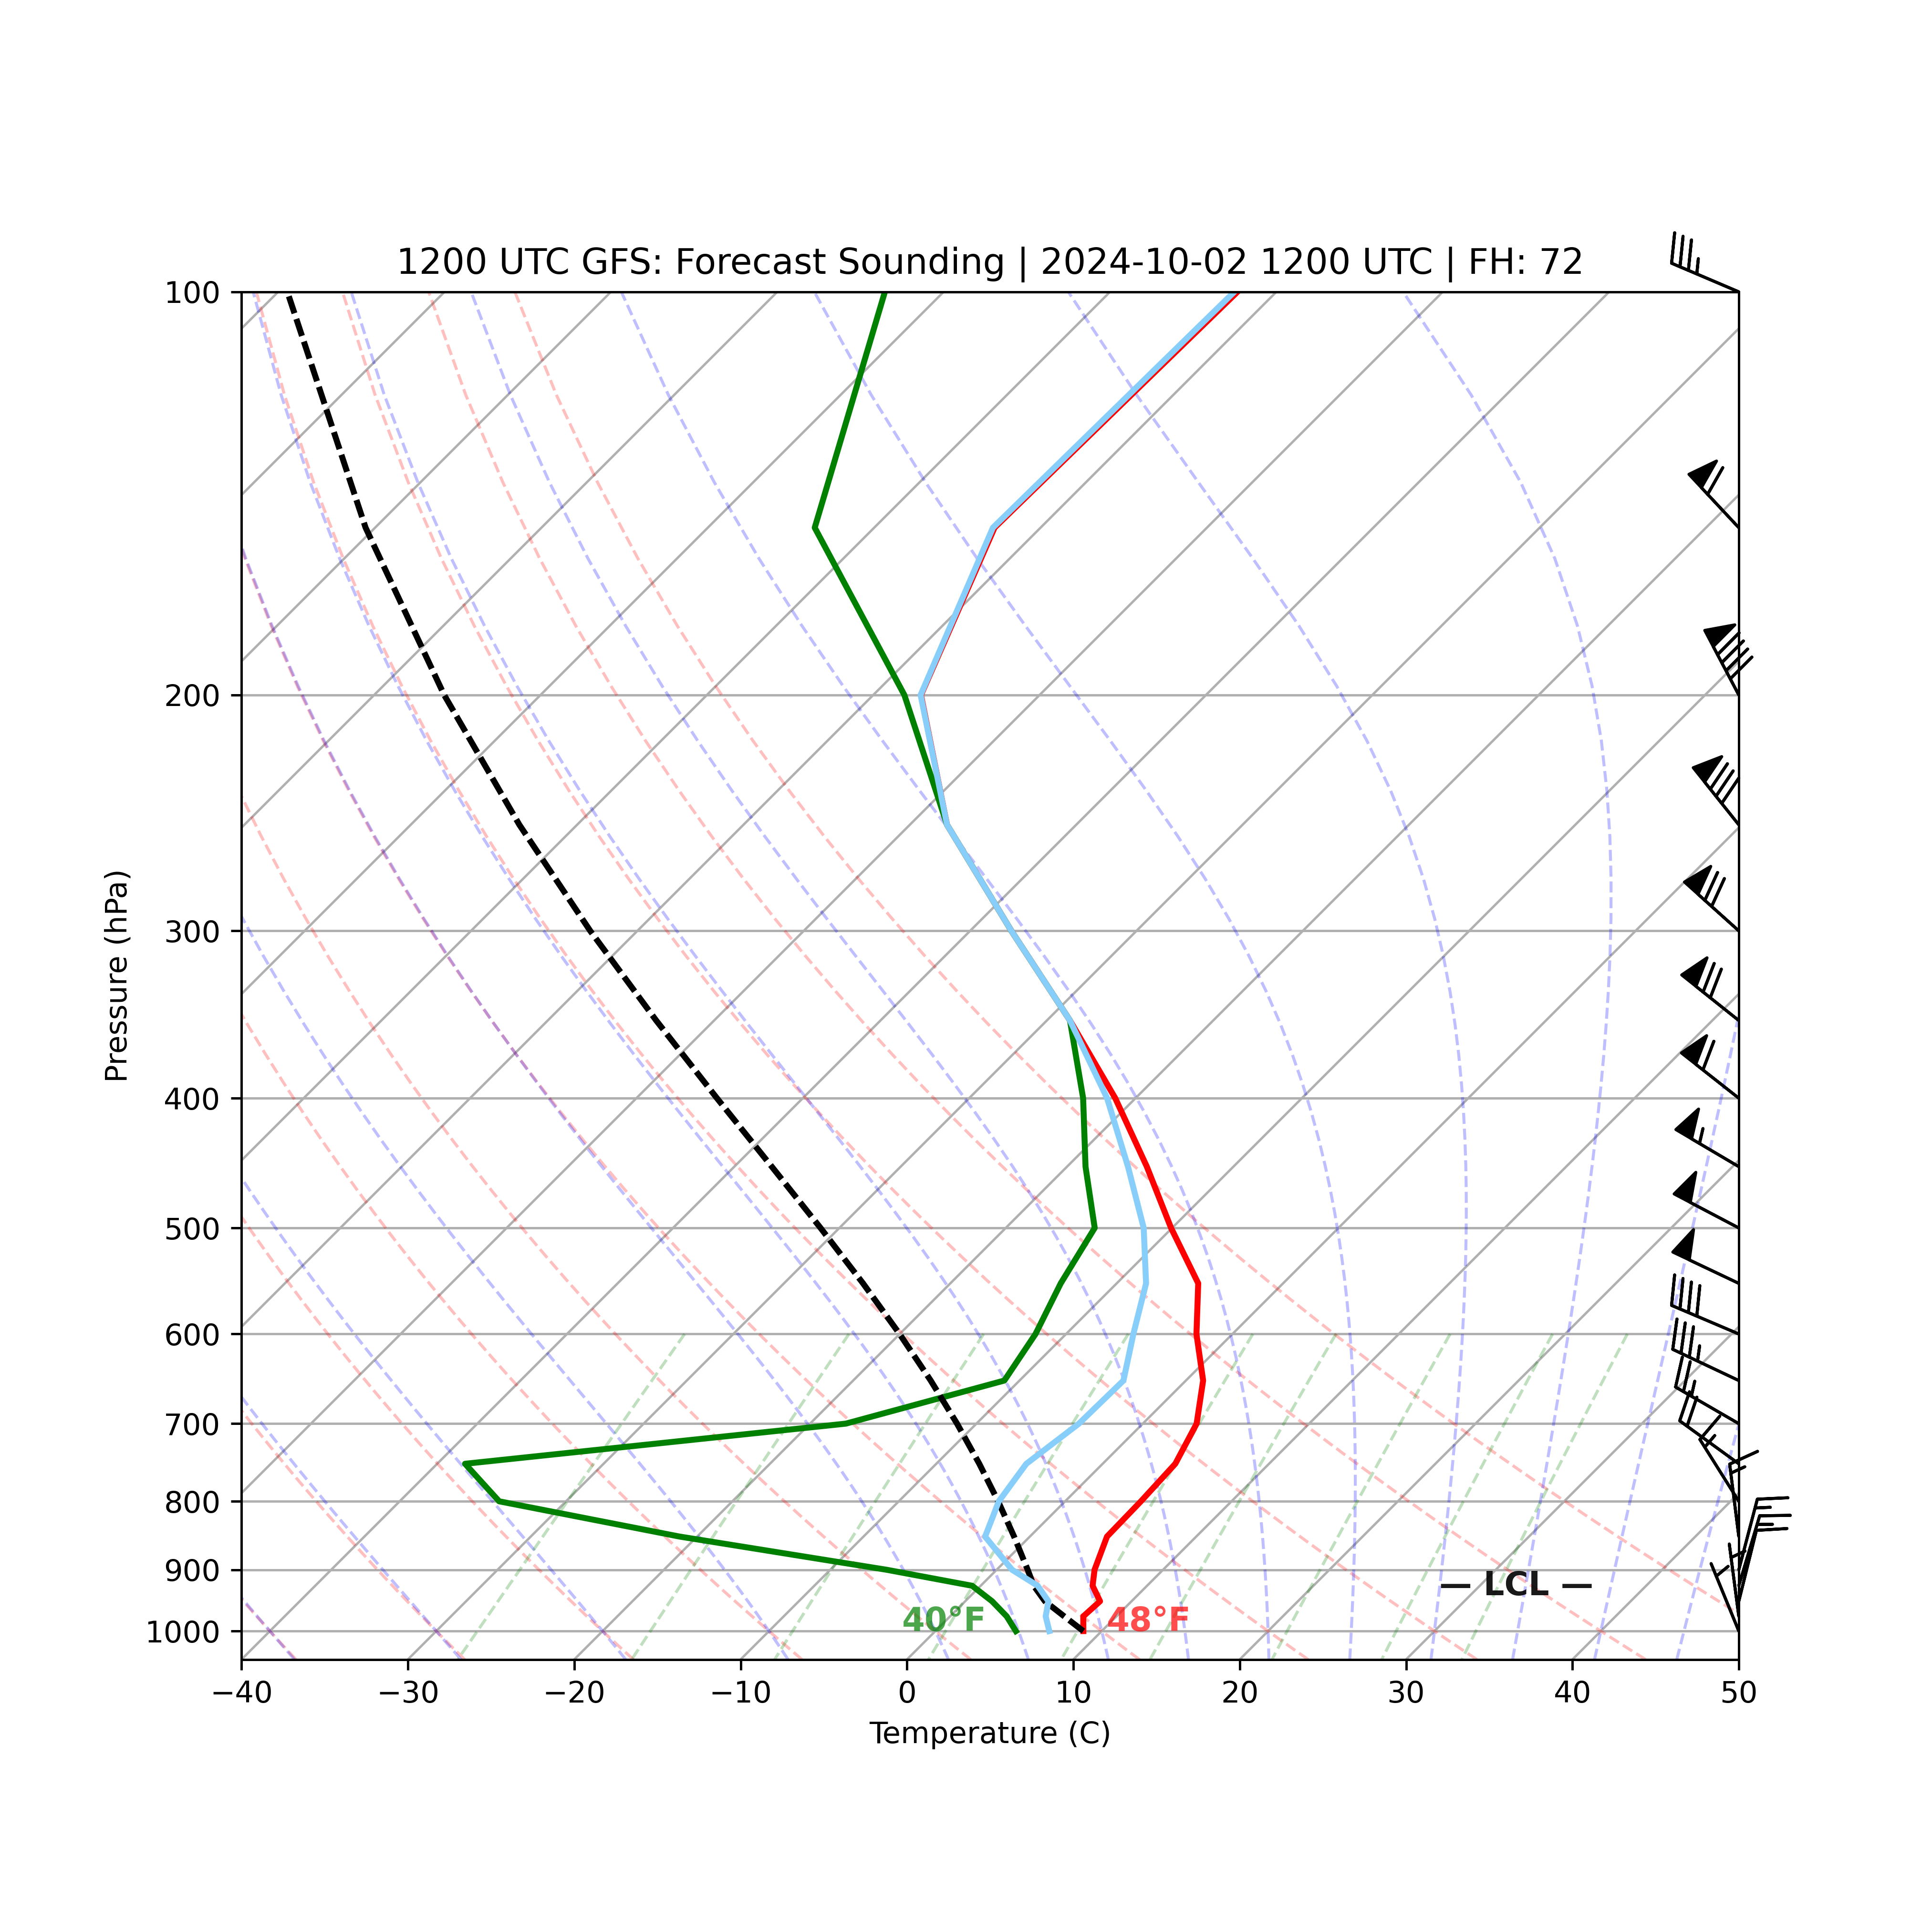 1200 UTC GFS: Forecast Sounding | 2024-10-02 1200 UTC | FH: 72
100
200
300
400
500
600
700
800
900
1000
Pressure (hPa)
— LCL —
40°F
48°F
−40 −30 −20 −10 0 10 20 30 40 50
Temperature (C)